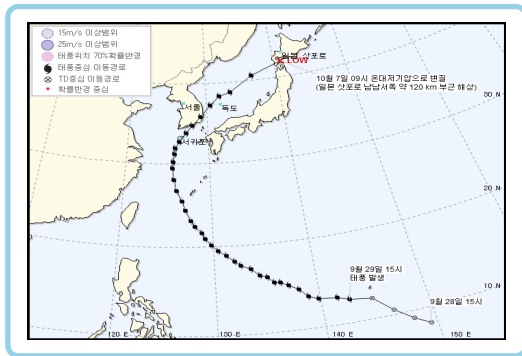 15m/s 이상범위
25m/s 이상범위
태풍위치 70%확률반경
태풍중심 이동경로
TD중심 이동경로
확률반경 중심
일본 삿포로
LOW
10월 7일 09시 온대저기압으로 변질
(일본 삿포로 남남서쪽 약 120 km 부근 해상)
서울
독도
30 N
서귀포
20 N
9월 29일 15시
태풍 발생
10 N
9월 28일 15시
120 E
130 E
140 E
150 E